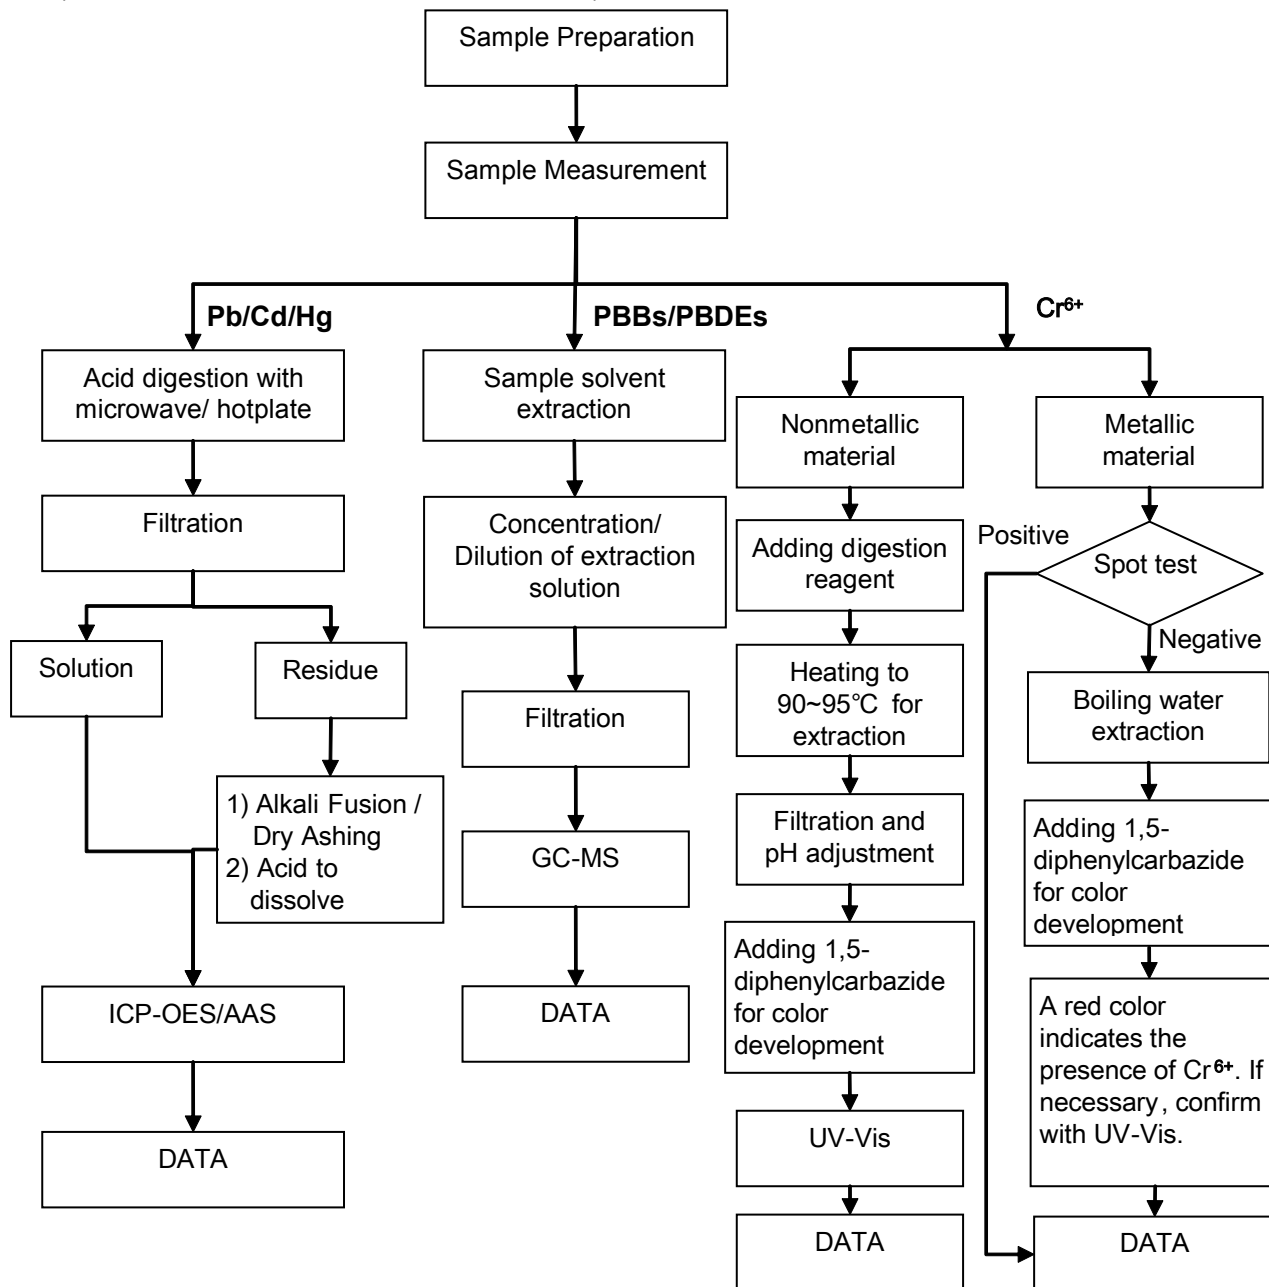 Sample Preparation
Sample Measurement
Pb/Cd/Hg
PBBs/PBDEs
Cr⁶⁺
Acid digestion with
microwave/ hotplate
Filtration
Solution
Residue
1) Alkali Fusion /
Dry Ashing
2) Acid to
dissolve
ICP-OES/AAS
DATA
Sample solvent
extraction
Concentration/
Dilution of extraction
solution
Filtration
GC-MS
DATA
Nonmetallic
material
Adding digestion
reagent
Heating to
90~95℃ for
extraction
Filtration and
pH adjustment
Adding 1,5-
diphenylcarbazide
for color
development
UV-Vis
DATA
Metallic
material
Positive
Spot test
Negative
Boiling water
extraction
Adding 1,5-
diphenylcarbazide
for color
development
A red color
indicates the
presence of Cr⁶⁺. If
necessary, confirm
with UV-Vis.
DATA